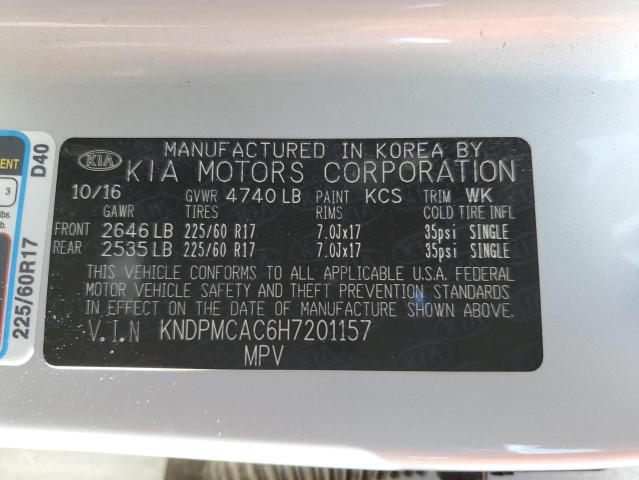 MANUFACTURED IN KOREA BY
KIA KIA MOTORS CORPORATION
10/16 GVWR 4740 LB PAINT KCS TRIM WK
GAWR TIRES RIMS COLD TIRE INFL
FRONT 2646 LB 225/60 R17 7.0Jx17 35psi SINGLE
REAR 2535 LB 225/60 R17 7.0Jx17 35psi SINGLE
THIS VEHICLE CONFORMS TO ALL APPLICABLE U.S.A. FEDERAL
MOTOR VEHICLE SAFETY AND THEFT PREVENTION STANDARDS
IN EFFECT ON THE DATE OF MANUFACTURE SHOWN ABOVE.
V.I.N KNDPMCAC6H7201157
MPV
225/60R17 D40
3